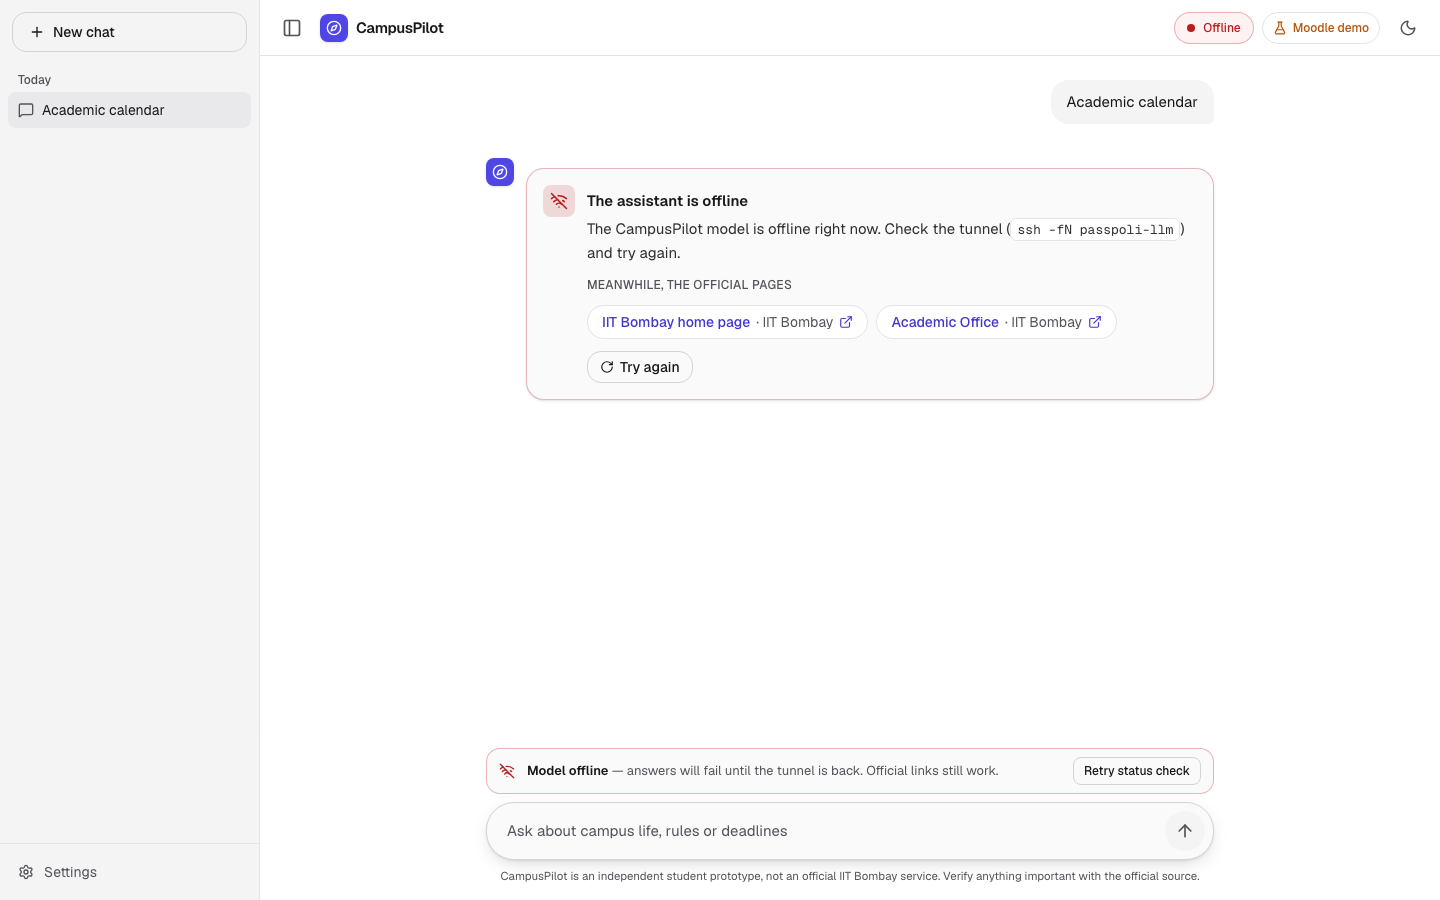 New chat
Today
Academic calendar
Settings
CampusPilot
Offline
Moodle demo
Academic calendar
The assistant is offline
The CampusPilot model is offline right now. Check the tunnel (ssh -fN passpoli-llm)
and try again.
MEANWHILE, THE OFFICIAL PAGES
IIT Bombay home page · IIT Bombay
Academic Office · IIT Bombay
Try again
Model offline — answers will fail until the tunnel is back. Official links still work.
Retry status check
Ask about campus life, rules or deadlines
CampusPilot is an independent student prototype, not an official IIT Bombay service. Verify anything important with the official source.